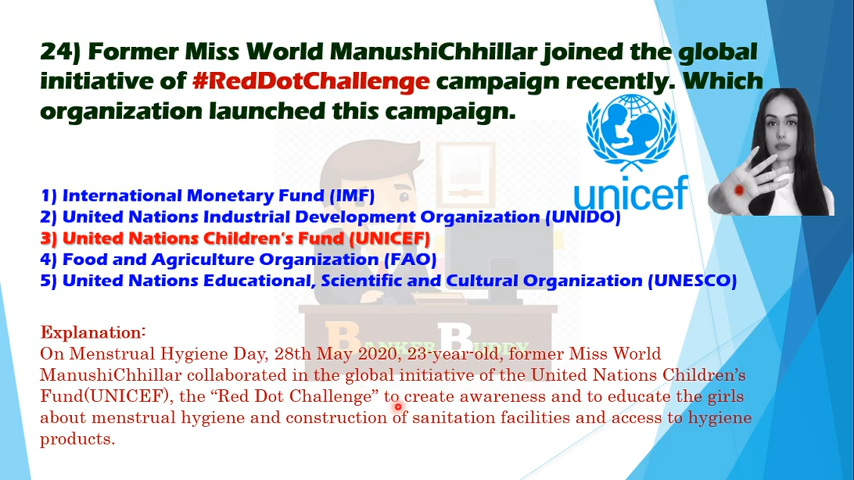 24) Former Miss World ManushiChhillar joined the global
initiative of #RedDotChallenge campaign recently. Which
organization launched this campaign.
unicef
1) International Monetary Fund (IMF)
2) United Nations Industrial Development Organization (UNIDO)
3) United Nations Children's Fund (UNICEF)
4) Food and Agriculture Organization (FAO)
5) United Nations Educational, Scientific and Cultural Organization (UNESCO)
BANKER BUDDY
Explanation:
On Menstrual Hygiene Day, 28th May 2020, 23-year-old, former Miss World
ManushiChhillar collaborated in the global initiative of the United Nations Children's
Fund(UNICEF), the “Red Dot Challenge” to create awareness and to educate the girls
about menstrual hygiene and construction of sanitation facilities and access to hygiene
products.